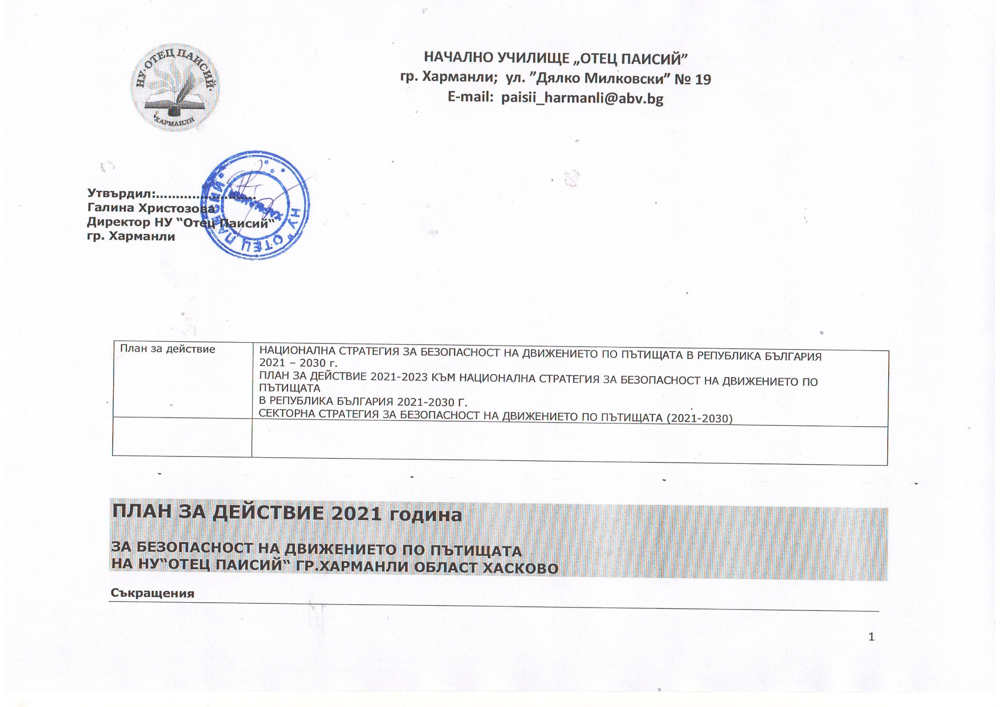 НУ. ОТЕЦ ПАИСИЙ.
ХАРМАНЛИ
НАЧАЛНО УЧИЛИЩЕ „ОТЕЦ ПАИСИЙ”
гр. Харманли;  ул. ”Дялко Милковски” № 19
E-mail:  paisii_harmanli@abv.bg
НУ "ОТЕЦ ПАИСИЙ"
ХАРМАНЛИ
Утвърдил:.........................
Галина Христозова
Директор НУ “Отец Паисий“
гр. Харманли
План за действие
НАЦИОНАЛНА СТРАТЕГИЯ ЗА БЕЗОПАСНОСТ НА ДВИЖЕНИЕТО ПО ПЪТИЩАТА В РЕПУБЛИКА БЪЛГАРИЯ
2021 – 2030 г.
ПЛАН ЗА ДЕЙСТВИЕ 2021-2023 КЪМ НАЦИОНАЛНА СТРАТЕГИЯ ЗА БЕЗОПАСНОСТ НА ДВИЖЕНИЕТО ПО
ПЪТИЩАТА
В РЕПУБЛИКА БЪЛГАРИЯ 2021-2030 Г.
СЕКТОРНА СТРАТЕГИЯ ЗА БЕЗОПАСНОСТ НА ДВИЖЕНИЕТО ПО ПЪТИЩАТА (2021-2030)
ПЛАН ЗА ДЕЙСТВИЕ 2021 година
ЗА БЕЗОПАСНОСТ НА ДВИЖЕНИЕТО ПО ПЪТИЩАТА
НА НУ“ОТЕЦ ПАИСИЙ“ ГР.ХАРМАНЛИ ОБЛАСТ ХАСКОВО
Съкращения
1